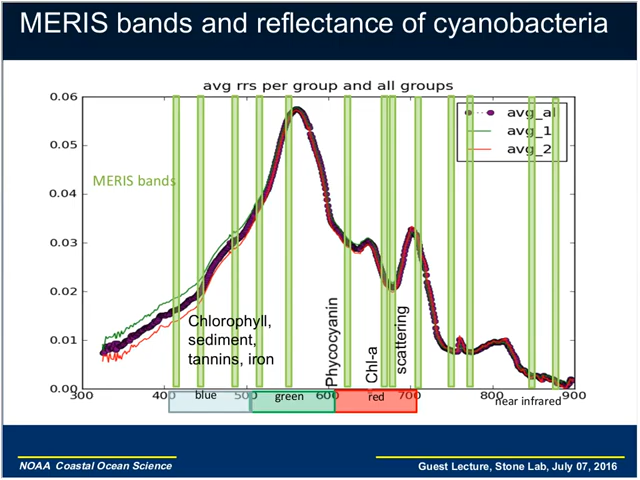 MERIS bands and reflectance of cyanobacteria
avg rrs per group and all groups
0.06
0.05
0.04
0.03
0.02
0.01
0.00
avg_al
avg_1
avg_2
MERIS bands
Chlorophyll,
sediment,
tannins, iron
Phycocyanin
Chl-a
scattering
300 400 500 600 700 800 900
blue green red near infrared
NOAA Coastal Ocean Science
Guest Lecture, Stone Lab, July 07, 2016